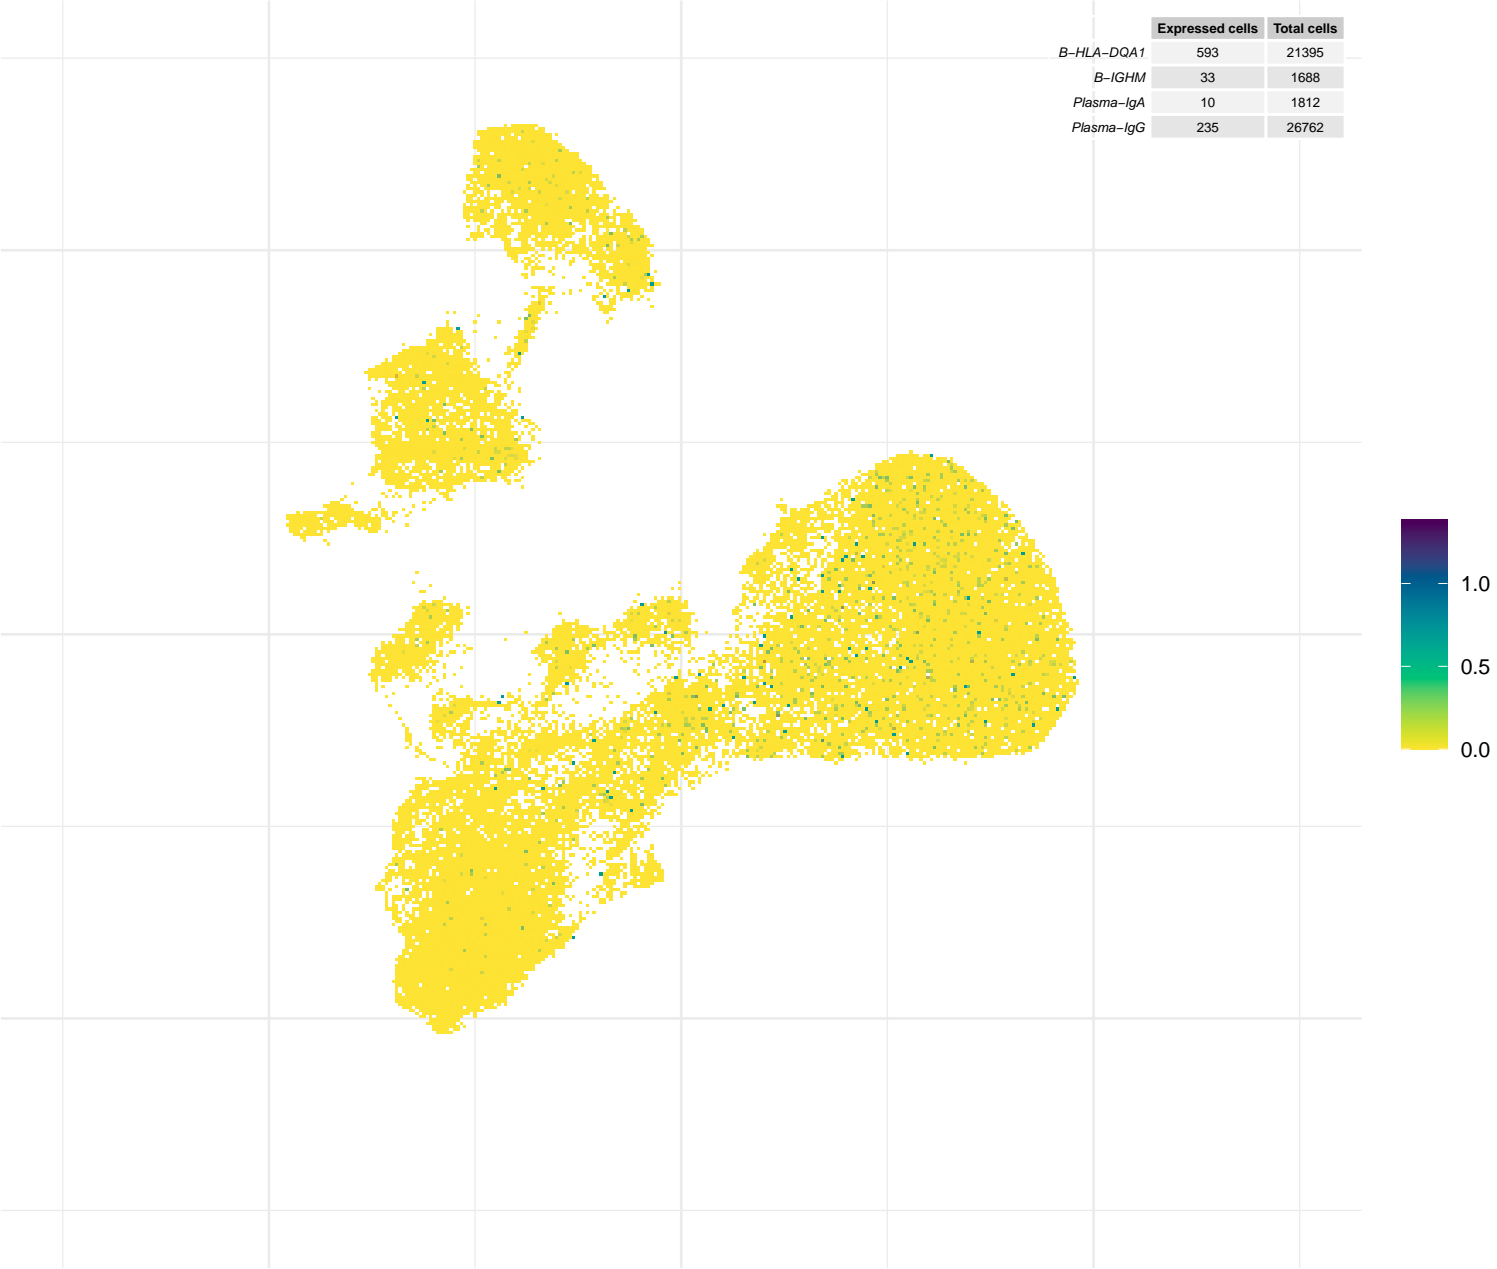 Expressed cells Total cells
B−HLA−DQA1 593 21395
B−IGHM 33 1688
Plasma−IgA 10 1812
Plasma−IgG 235 26762
1.0
0.5
0.0